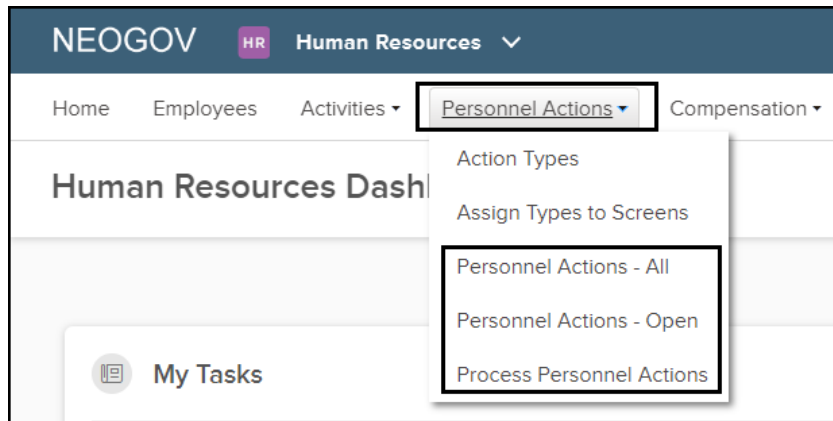 NEOGOV HR Human Resources
Home Employees Activities Personnel Actions Compensation
Action Types
Human Resources Dash
Assign Types to Screens
Personnel Actions - All
Personnel Actions - Open
My Tasks
Process Personnel Actions